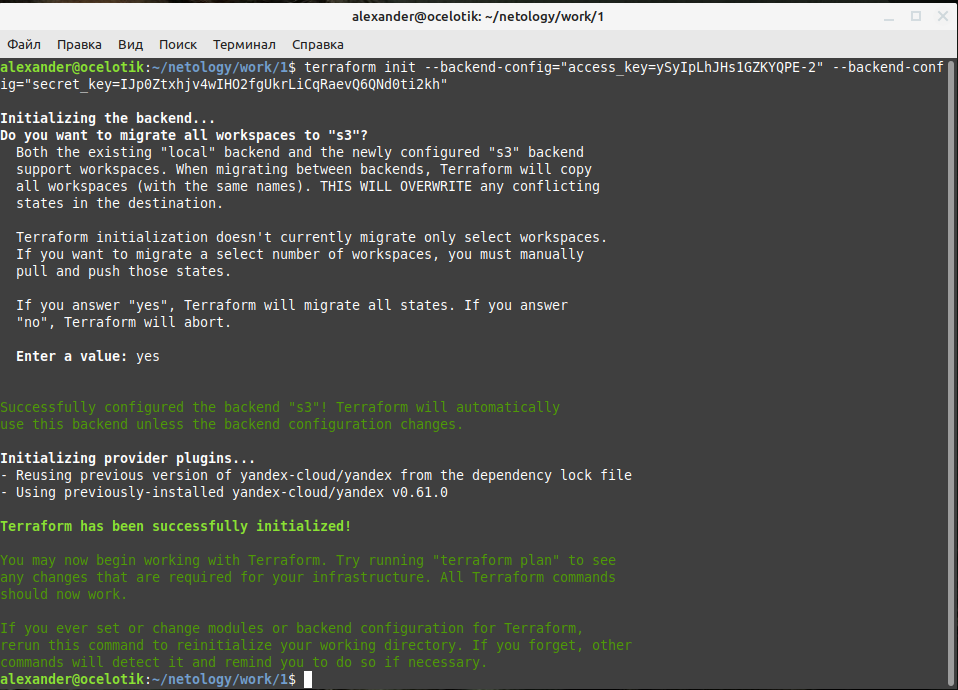 alexander@ocelotik: ~/netology/work/1
Файл Правка Вид Поиск Терминал Справка
alexander@ocelotik:~/netology/work/1$ terraform init --backend-config="access_key=ySyIpLhJHs1GZKYQPE-2" --backend-conf
ig="secret_key=IJp0Ztxhjv4wIHO2fgUkrLiCqRaevQ6QNd0ti2kh"
Initializing the backend...
Do you want to migrate all workspaces to "s3"?
Both the existing "local" backend and the newly configured "s3" backend
support workspaces. When migrating between backends, Terraform will copy
all workspaces (with the same names). THIS WILL OVERWRITE any conflicting
states in the destination.
Terraform initialization doesn't currently migrate only select workspaces.
If you want to migrate a select number of workspaces, you must manually
pull and push those states.
If you answer "yes", Terraform will migrate all states. If you answer
"no", Terraform will abort.
Enter a value: yes
Successfully configured the backend "s3"! Terraform will automatically
use this backend unless the backend configuration changes.
Initializing provider plugins...
- Reusing previous version of yandex-cloud/yandex from the dependency lock file
- Using previously-installed yandex-cloud/yandex v0.61.0
Terraform has been successfully initialized!
You may now begin working with Terraform. Try running "terraform plan" to see
any changes that are required for your infrastructure. All Terraform commands
should now work.
If you ever set or change modules or backend configuration for Terraform,
rerun this command to reinitialize your working directory. If you forget, other
commands will detect it and remind you to do so if necessary.
alexander@ocelotik:~/netology/work/1$